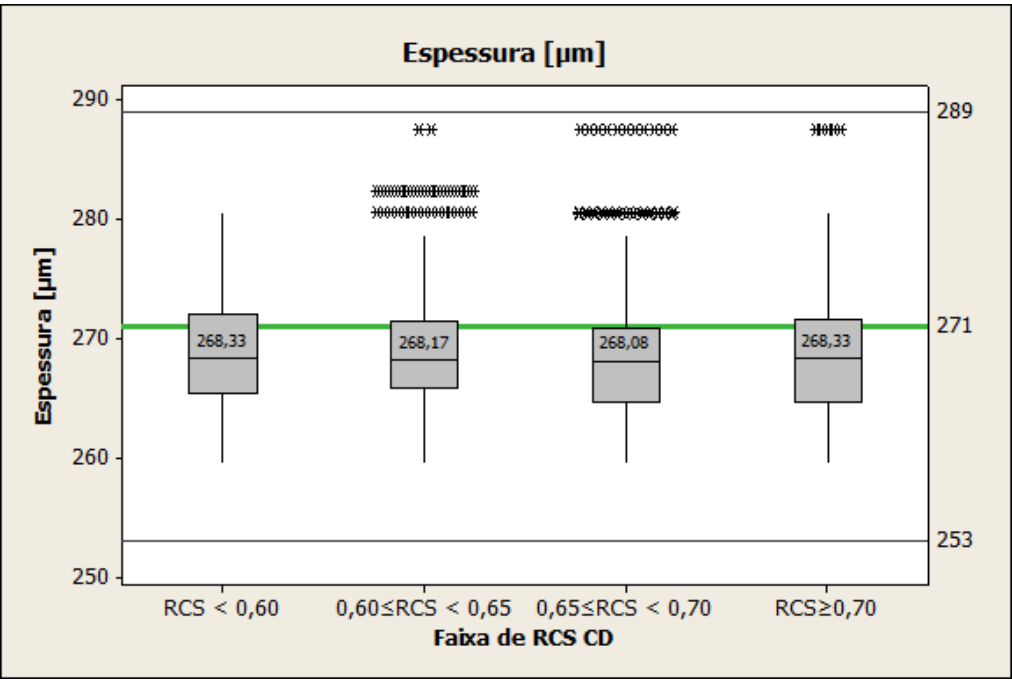 Espessura [µm]
Espessura [µm]
290
280
270
260
250
289
271
253
268,33
268,17
268,08
268,33
RCS < 0,60
0,60≤RCS < 0,65
0,65≤RCS < 0,70
RCS≥0,70
Faixa de RCS CD